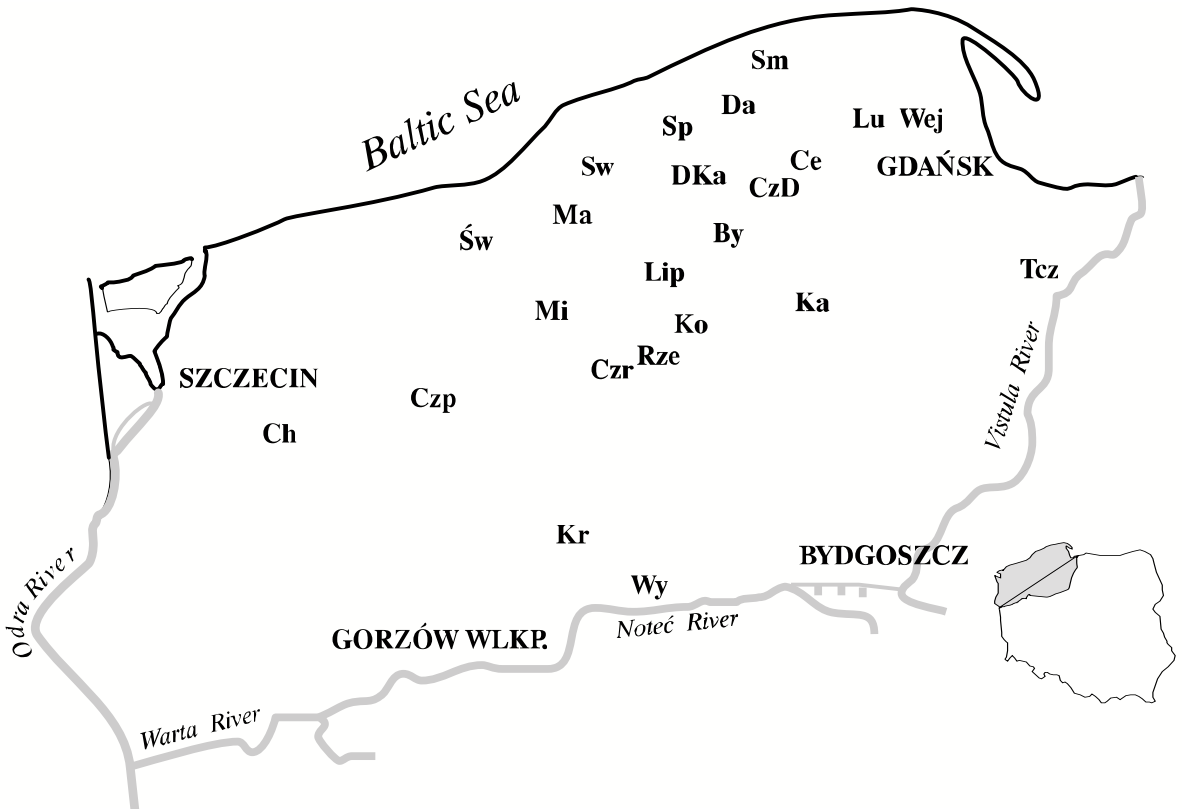 Sm
Baltic Sea
Da
Lu Wej
Sp
Ce
GDAŃSK
Sw
DKa
CzD
Ma
By
Św
Lip
Tcz
Ka
Mi
Ko
Rze
Czr
SZCZECIN
Czp
Vistula River
Ch
Kr
BYDGOSZCZ
Wy
Odra River
Noteć River
GORZÓW WLKP.
Warta River